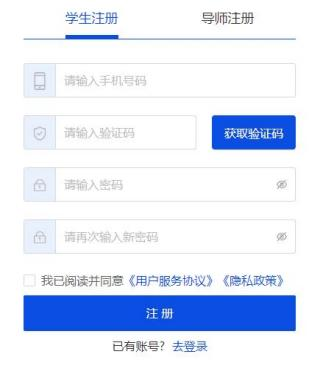 学生注册 导师注册
请输入手机号码
请输入验证码 获取验证码
请输入密码
请再次输入新密码
我已阅读并同意《用户服务协议》《隐私政策》
注 册
已有账号？ 去登录